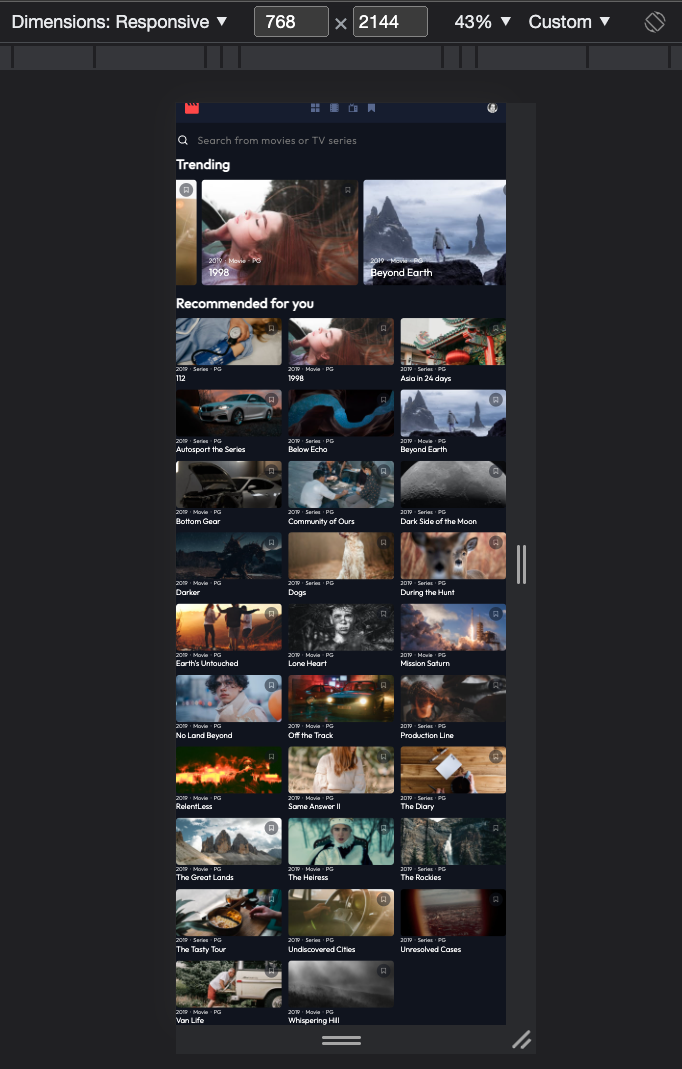 Dimensions: Responsive ▼ 768 × 2144 43% ▼ Custom ▼
Search from movies or TV series
Trending
2019 · Movie · PG
1998
2019 · Movie · PG
Beyond Earth
Recommended for you
2019 · Series · PG
112
2019 · Movie · PG
1998
2019 · Series · PG
Asia in 24 days
2019 · Series · PG
Autosport the Series
2019 · Series · PG
Below Echo
2019 · Movie · PG
Beyond Earth
2019 · Movie · PG
Bottom Gear
2019 · Series · PG
Community of Ours
2019 · Series · PG
Dark Side of the Moon
2019 · Movie · PG
Darker
2019 · Series · PG
Dogs
2019 · Series · PG
During the Hunt
2019 · Movie · PG
Earth's Untouched
2019 · Movie · PG
Lone Heart
2019 · Movie · PG
Mission Saturn
2019 · Movie · PG
No Land Beyond
2019 · Movie · PG
Off the Track
2019 · Series · PG
Production Line
2019 · Movie · PG
RelentLess
2019 · Movie · PG
Same Answer II
2019 · Series · PG
The Diary
2019 · Movie · PG
The Great Lands
2019 · Movie · PG
The Heiress
2019 · Series · PG
The Rockies
2019 · Series · PG
The Tasty Tour
2019 · Series · PG
Undiscovered Cities
2019 · Series · PG
Unresolved Cases
2019 · Movie · PG
Van Life
2019 · Movie · PG
Whispering Hill